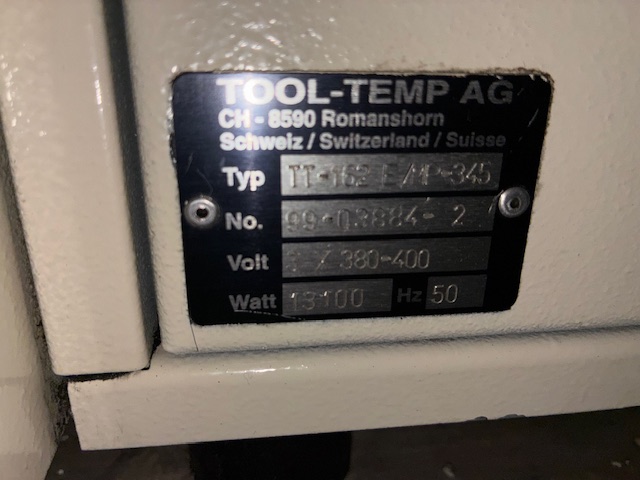 TOOL-TEMP AG
CH - 8590 Romanshorn
Schweiz / Switzerland / Suisse
Typ TT-162 E/MP-345
No. 99-03884- 2
Volt 380-400
Watt 13100 Hz 50